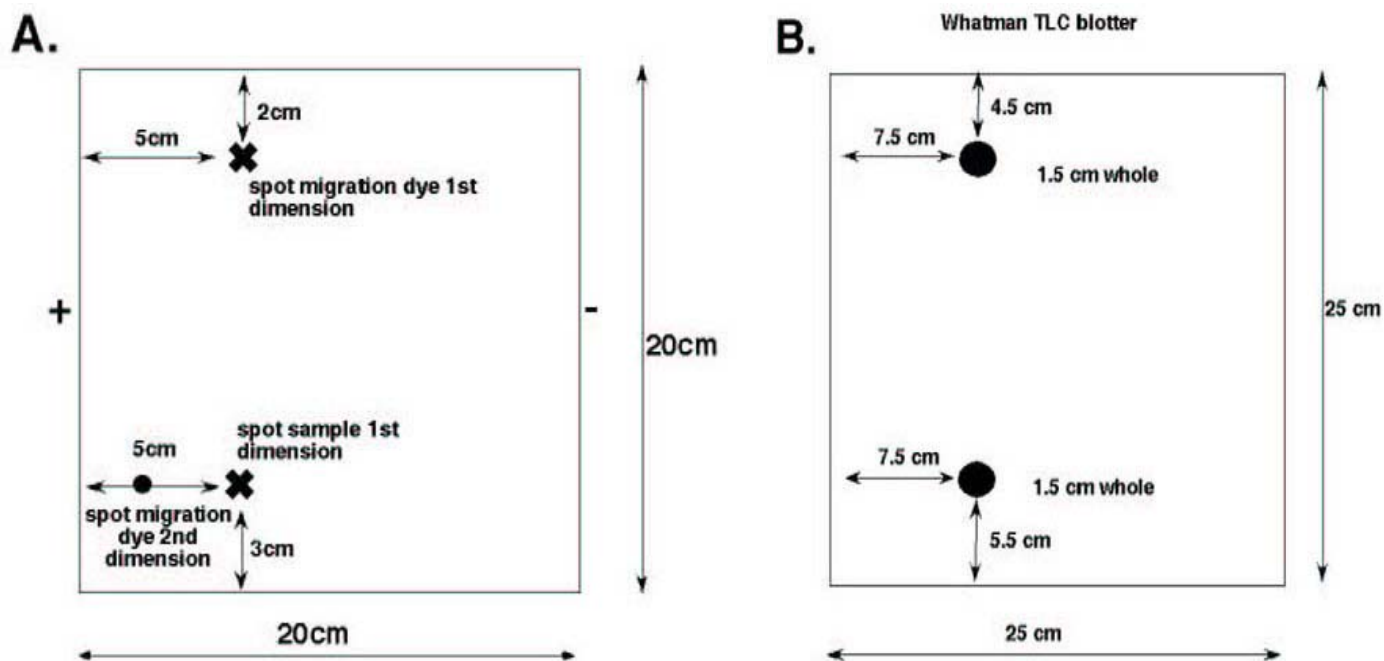 A.
2cm
5cm
spot migration dye 1st
dimension
+
-
20cm
spot sample 1st
dimension
5cm
spot migration
dye 2nd
dimension
3cm
20cm
B.
Whatman TLC blotter
4.5 cm
7.5 cm
1.5 cm whole
25 cm
7.5 cm
1.5 cm whole
5.5 cm
25 cm